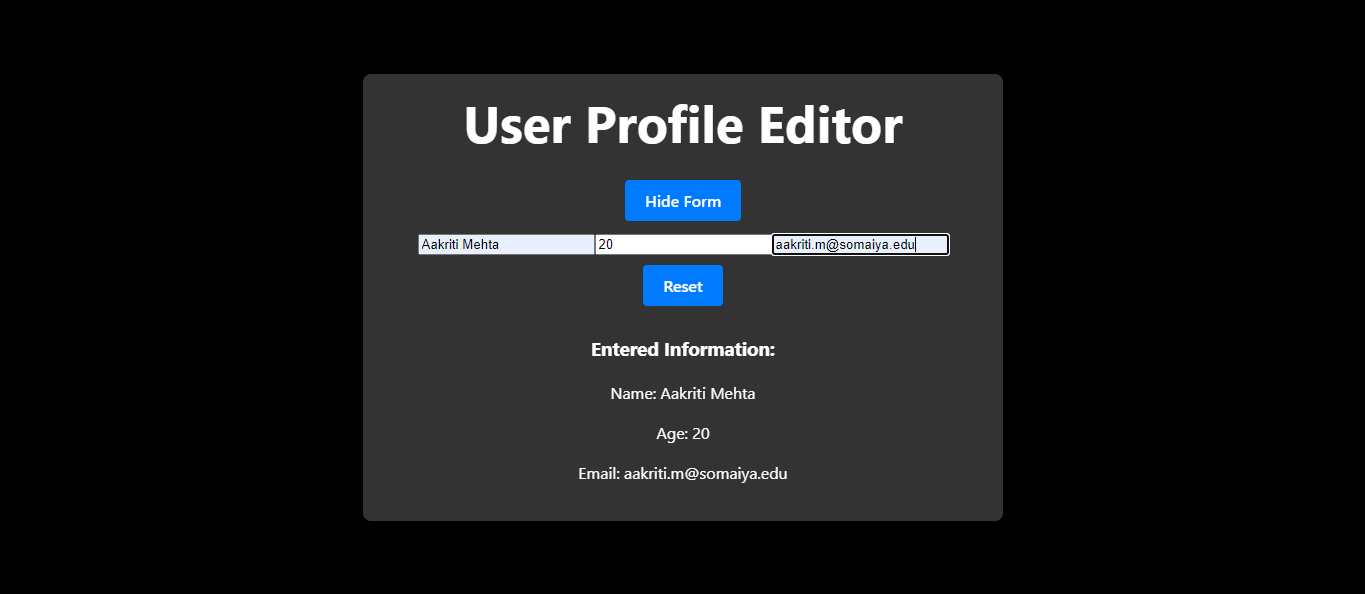 User Profile Editor
Hide Form
Aakriti Mehta 20 aakriti.m@somaiya.edu
Reset
Entered Information:
Name: Aakriti Mehta
Age: 20
Email: aakriti.m@somaiya.edu